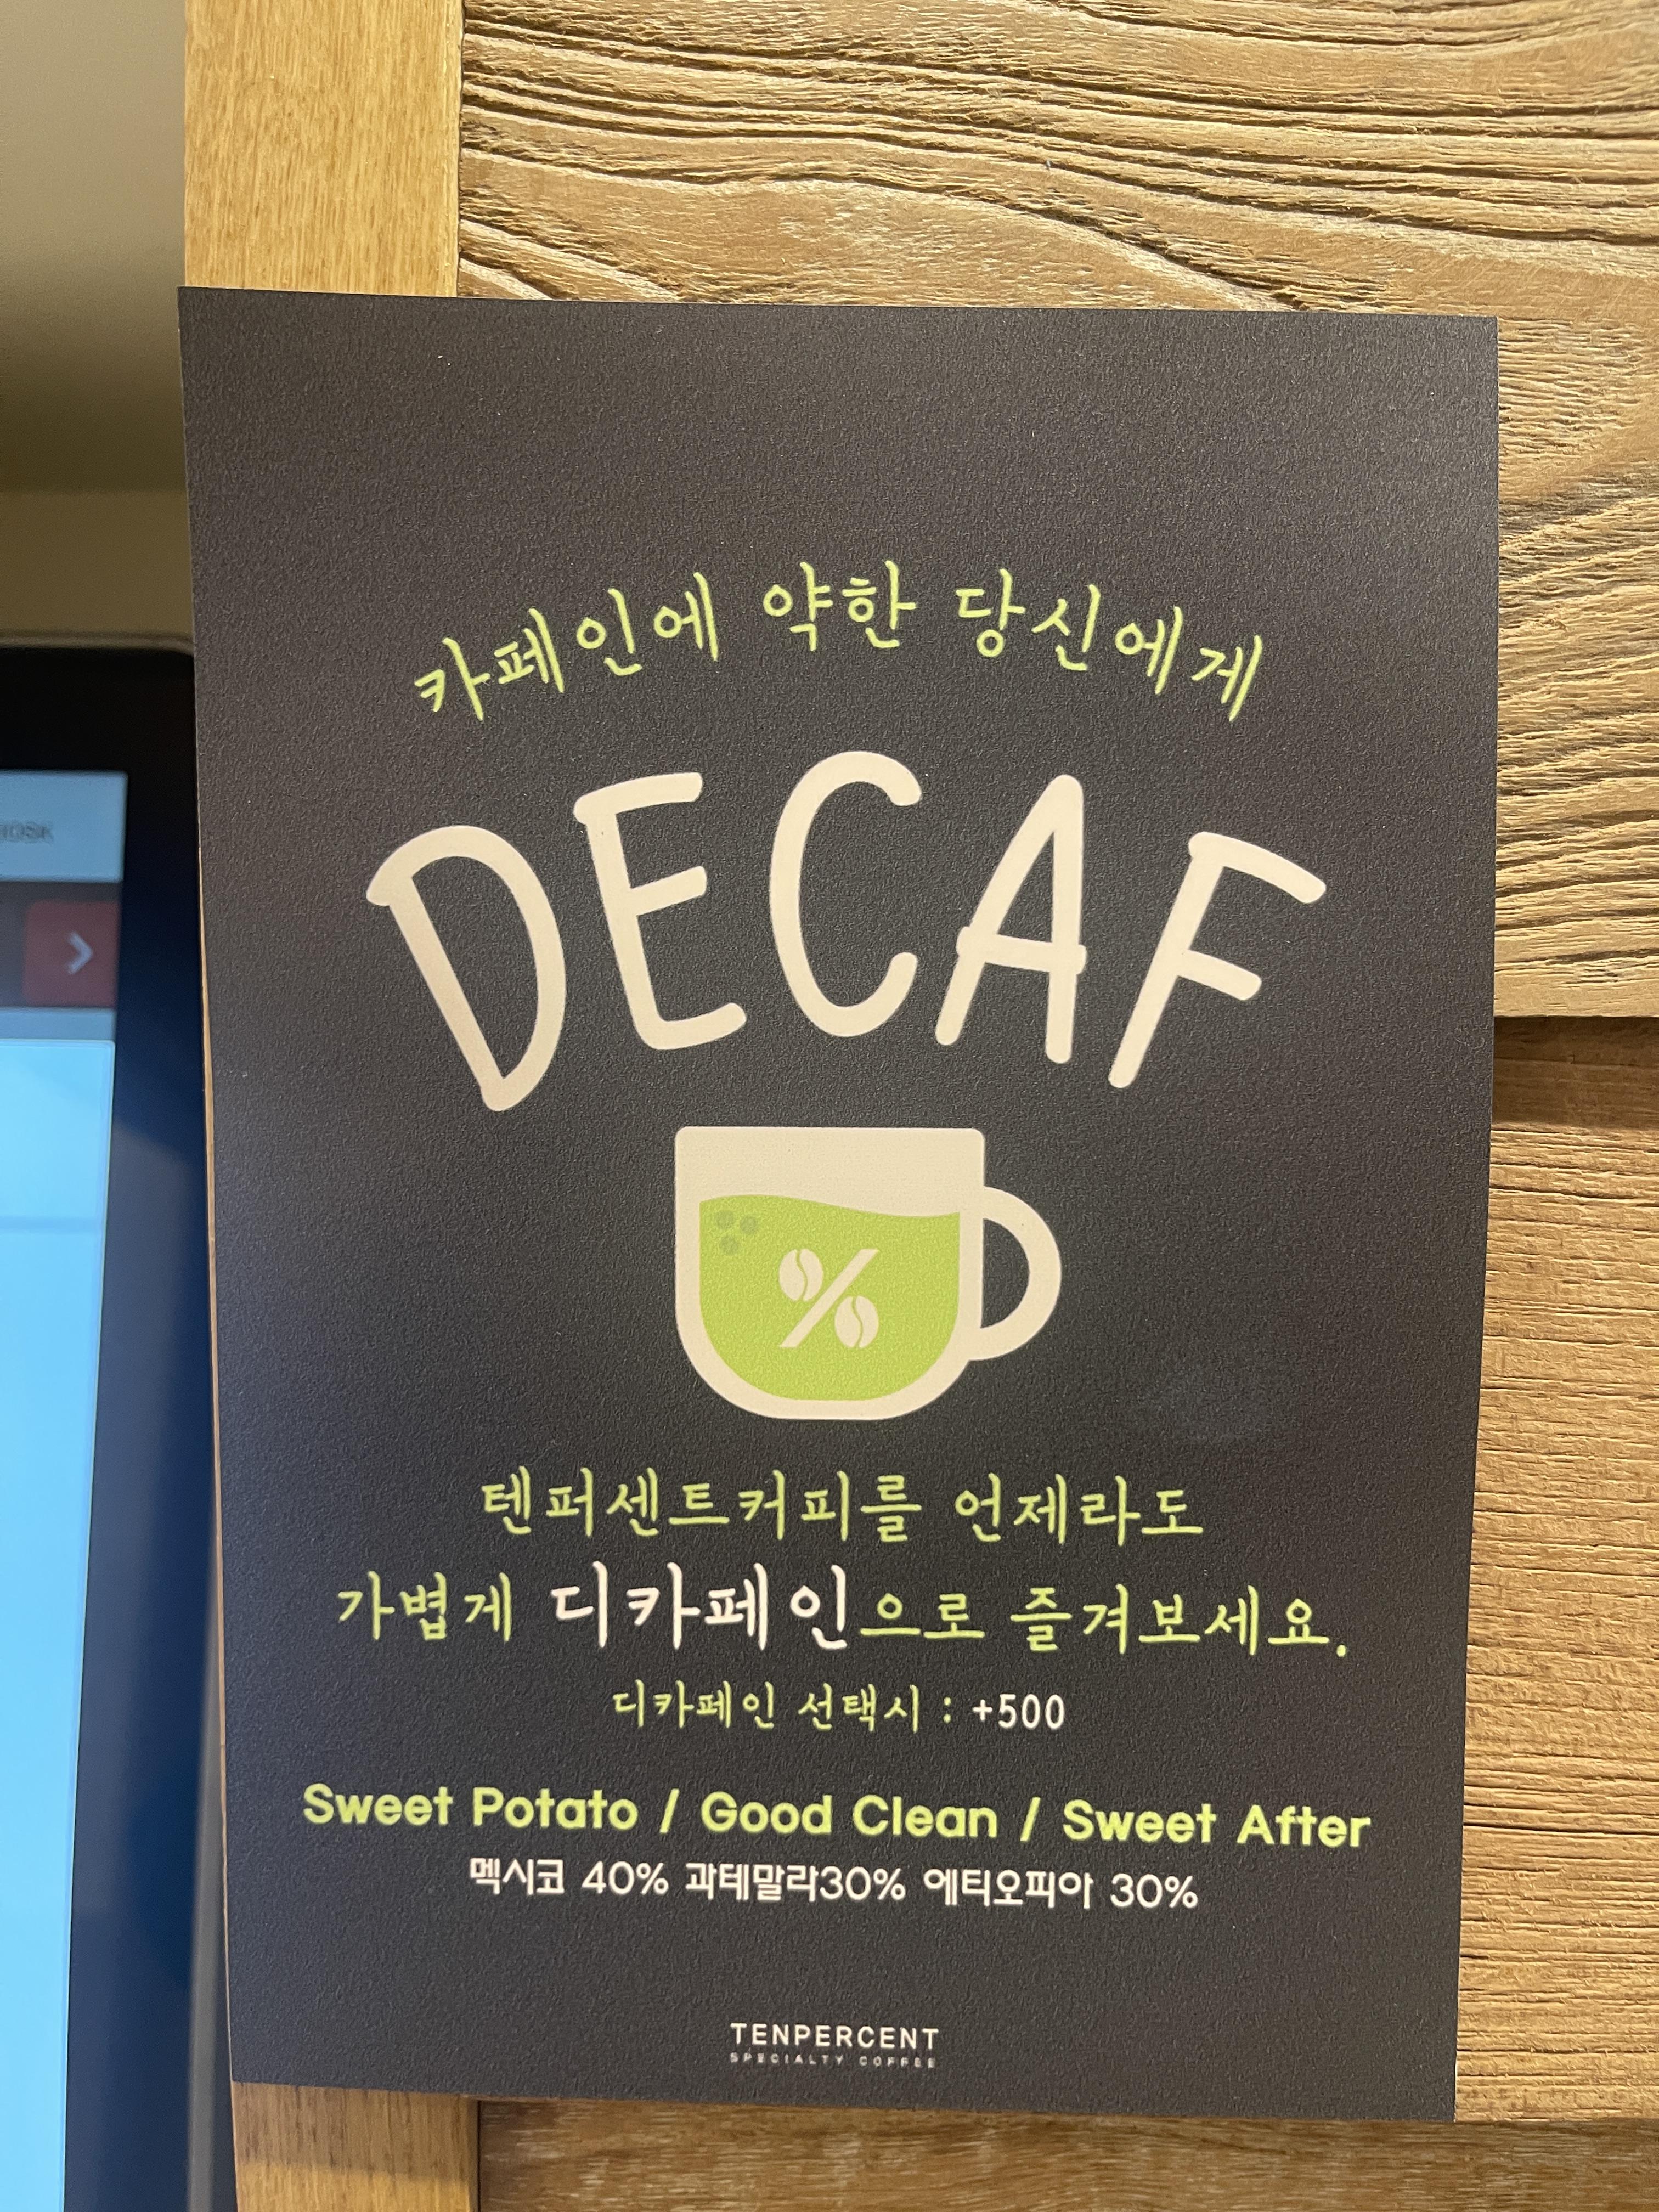 카페인에 약한 당신에게
DECAF
%
텐퍼센트커피를 언제라도
가볍게 디카페인으로 즐겨보세요.
디카페인 선택시 : +500
Sweet Potato / Good Clean / Sweet After
멕시코 40% 과테말라30% 에티오피아 30%
TENPERCENT
SPECIALTY COFFEE